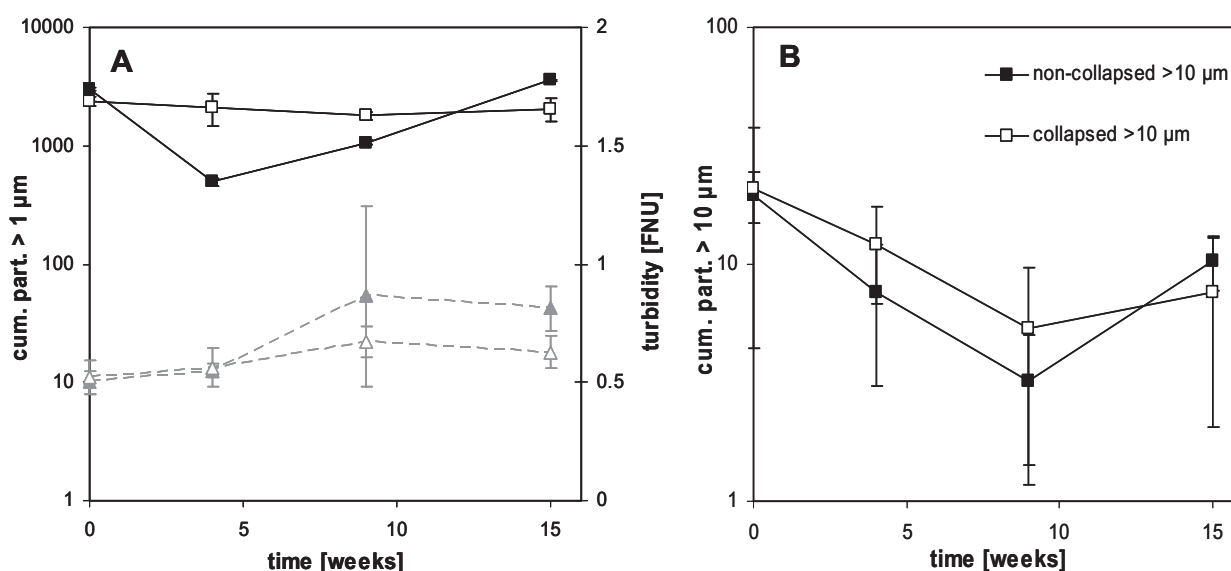 A
10000
1000
100
10
1
cum. part. > 1 µm
2
1.5
1
0.5
0
turbidity [FNU]
0
5
10
15
time [weeks]
B
non-collapsed >10 µm
collapsed >10 µm
100
10
1
cum. part. > 10 µm
0
5
10
15
time [weeks]